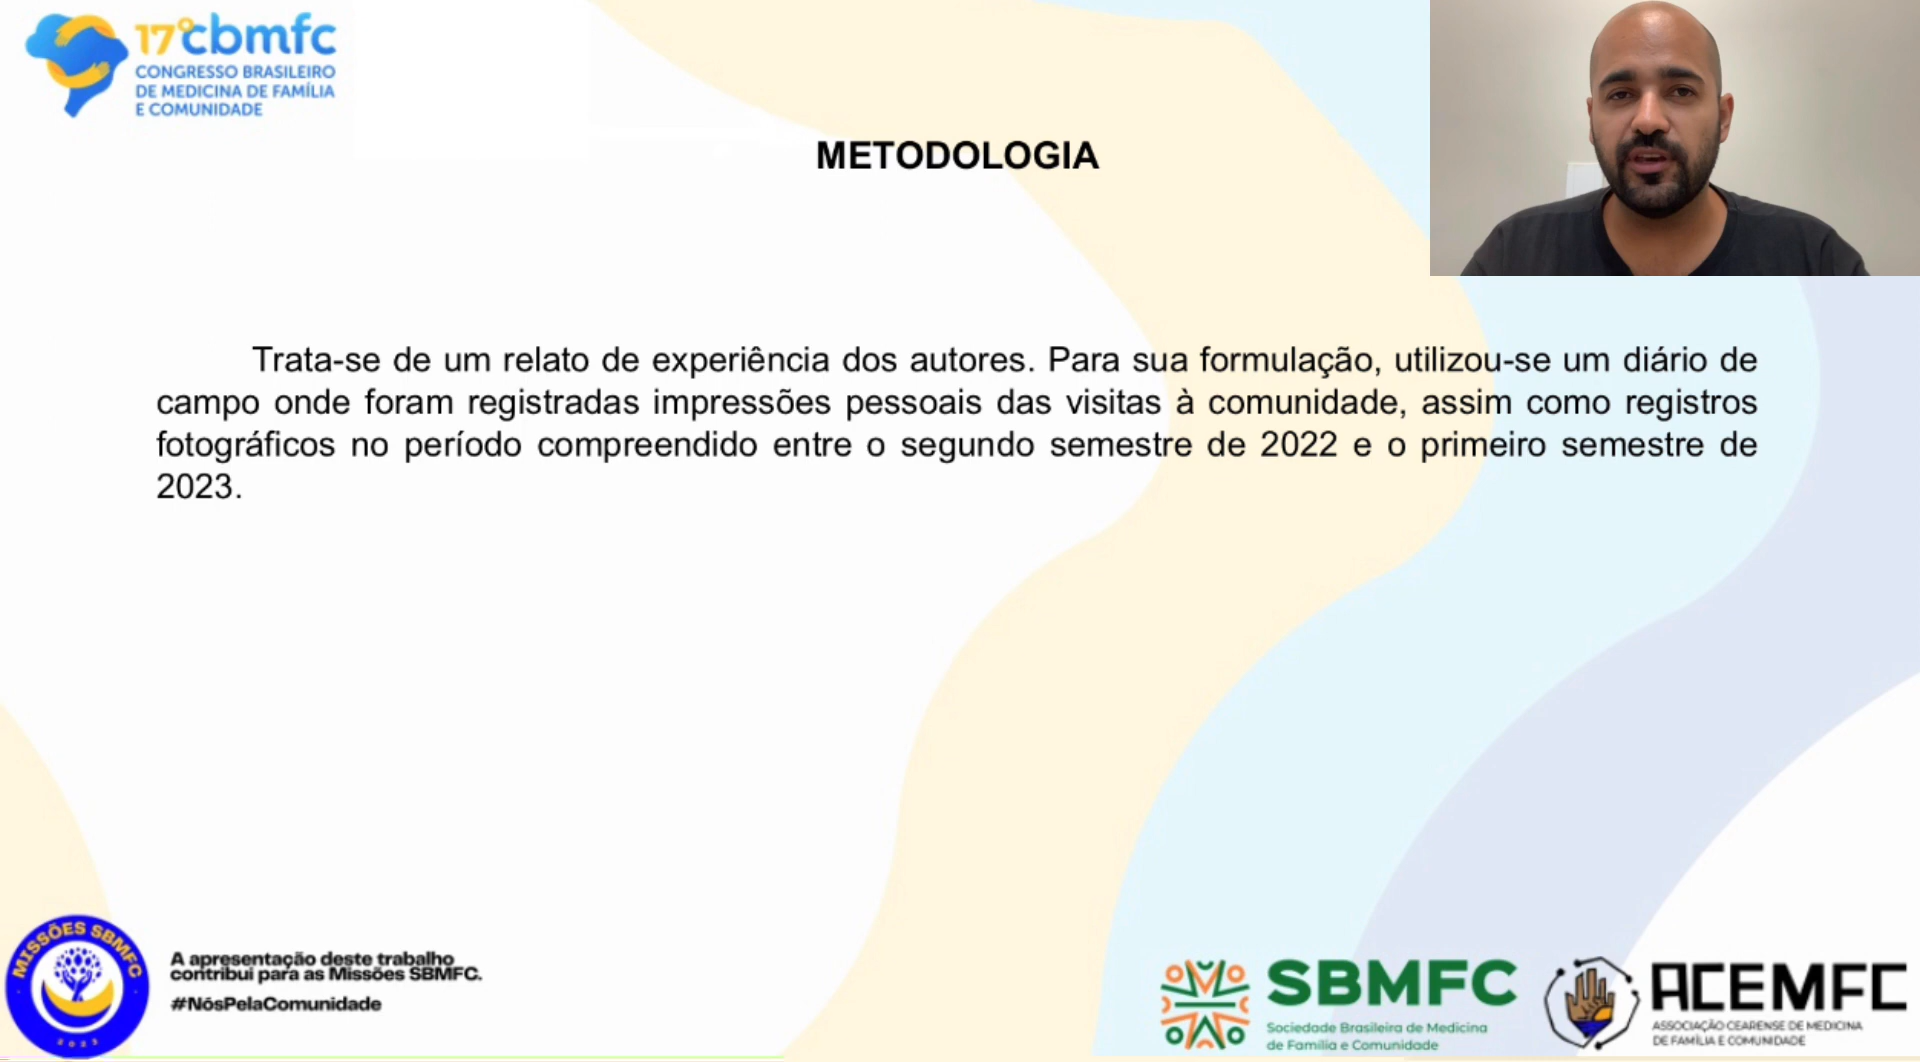 17º cbmfc
CONGRESSO BRASILEIRO
DE MEDICINA DE FAMÍLIA
E COMUNIDADE
METODOLOGIA
Trata-se de um relato de experiência dos autores. Para sua formulação, utilizou-se um diário de
campo onde foram registradas impressões pessoais das visitas à comunidade, assim como registros
fotográficos no período compreendido entre o segundo semestre de 2022 e o primeiro semestre de
2023.
MISSÕES SBMFC
2023
A apresentação deste trabalho
contribui para as Missões SBMFC.
#NósPelaComunidade
SBMFC
Sociedade Brasileira de Medicina
de Família e Comunidade
ACEMFC
ASSOCIAÇÃO CEARENSE DE MEDICINA
DE FAMÍLIA E COMUNIDADE